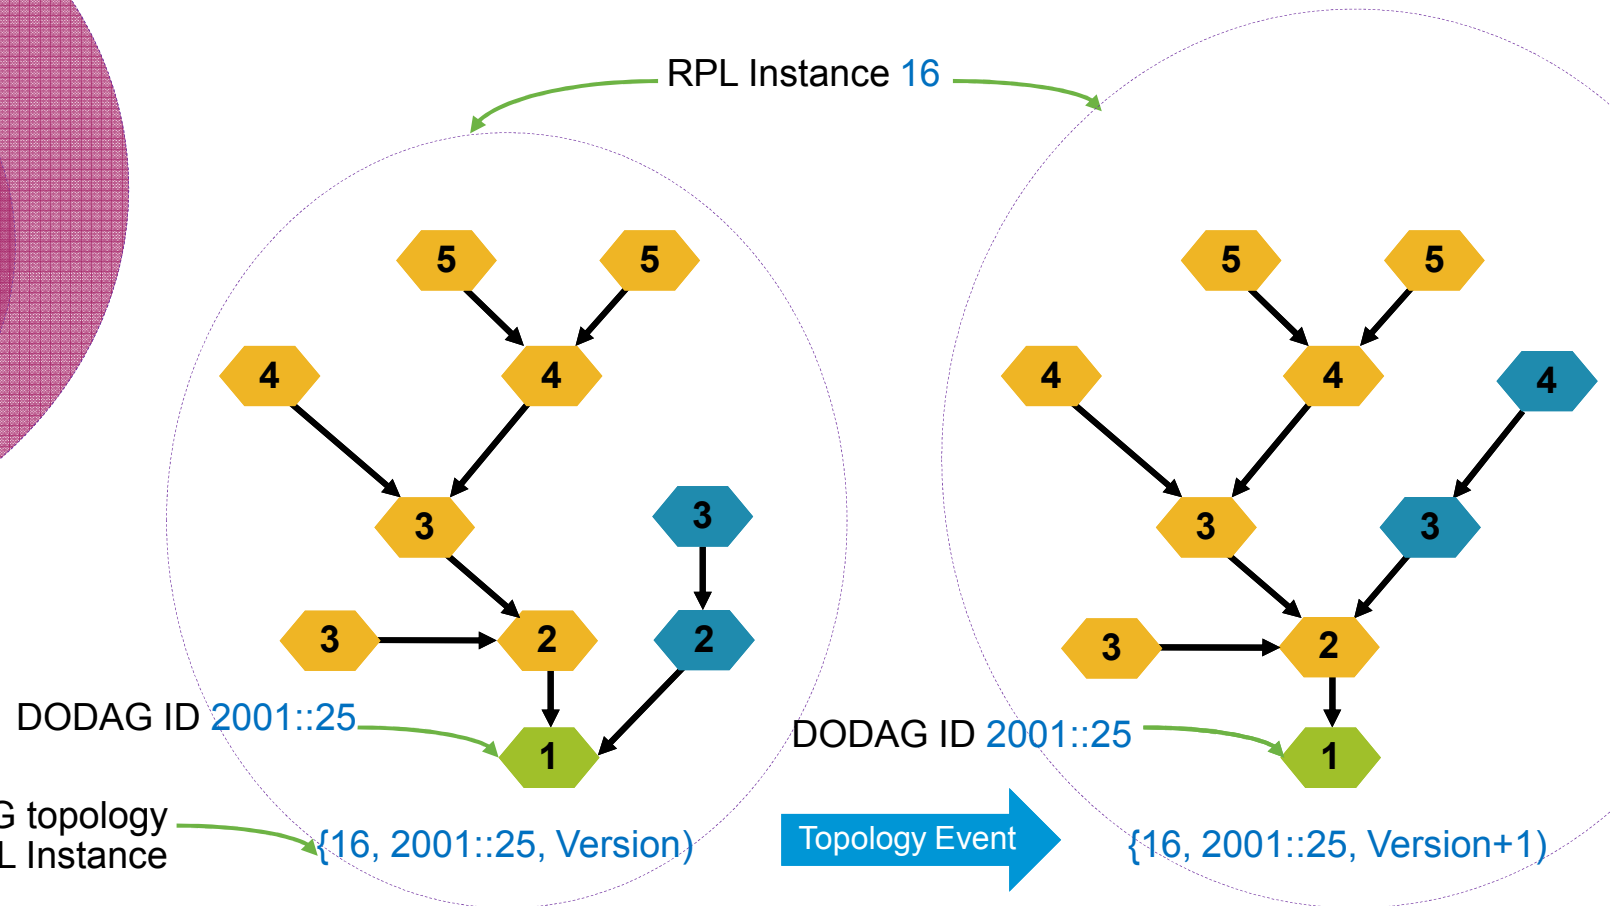 RPL Instance 16
5 5
4 4
3 3
3 2 2
DODAG ID 2001::25
1
G topology
L Instance
{16, 2001::25, Version)
Topology Event
5 5
4 4 4
3 3
3 2
DODAG ID 2001::25
1
{16, 2001::25, Version+1)